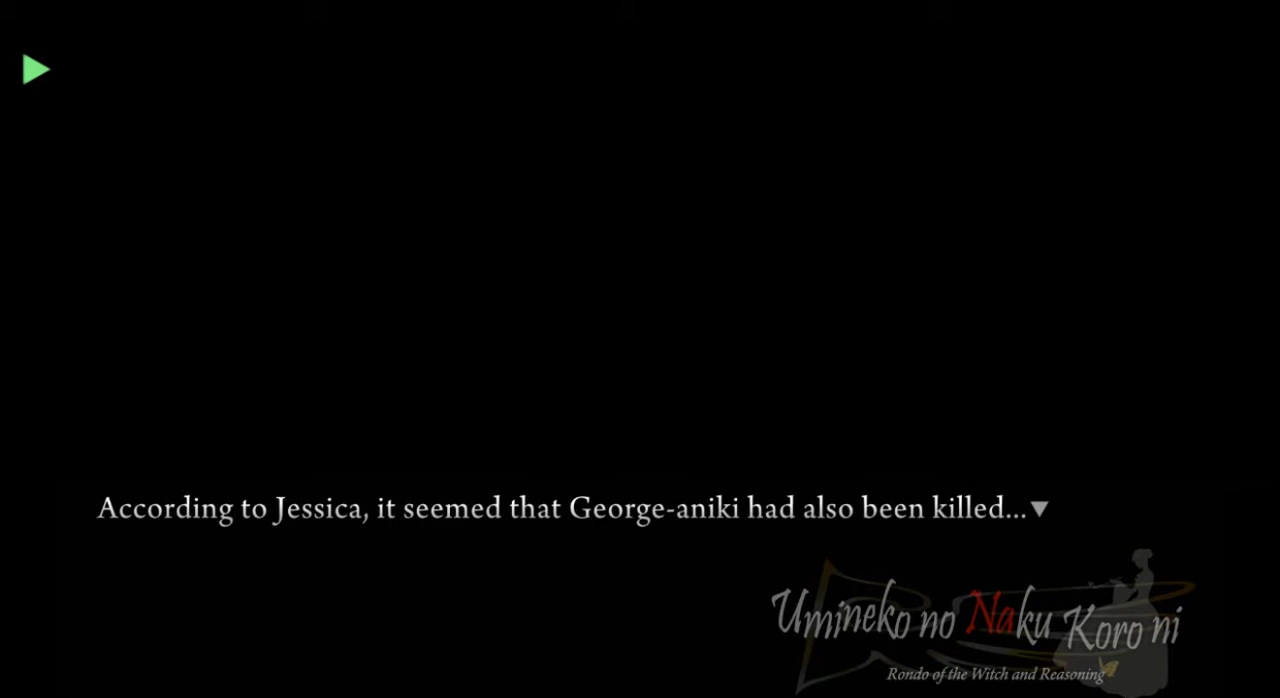 According to Jessica, it seemed that George-aniki had also been killed...
Umineko no Naku Koro ni
Rondo of the Witch and Reasoning